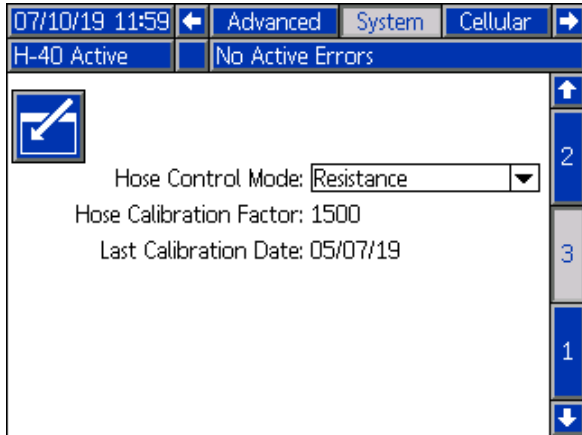 07/10/19 11:59 Advanced System Cellular
H-40 Active No Active Errors
2
Hose Control Mode: Resistance
Hose Calibration Factor: 1500
Last Calibration Date: 05/07/19
3
1